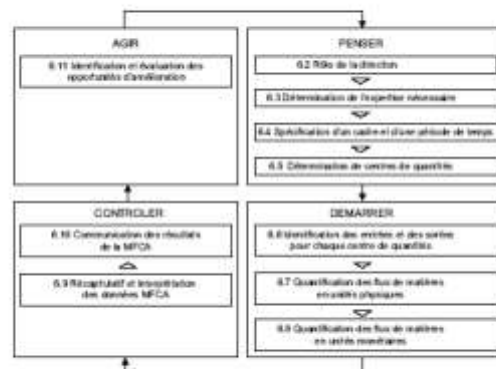 AGIR
6.11 Identification et évaluation des
opportunités d'amélioration
PENSER
6.2 Rôle de la direction
6.3 Détermination de l'expertise nécessaire
6.4 Spécification d'un cadre et d'une période de temps
6.5 Détermination de centres de quantités
CONTROLER
6.10 Communication des résultats
de la MFCA
6.9 Récapitulatif et interprétation
des données MFCA
DEMARRER
6.6 Identification des entrées et des sorties
pour chaque centre de quantités
6.7 Quantification des flux de matières
en unités physiques
6.8 Quantification des flux de matières
en unités monétaires